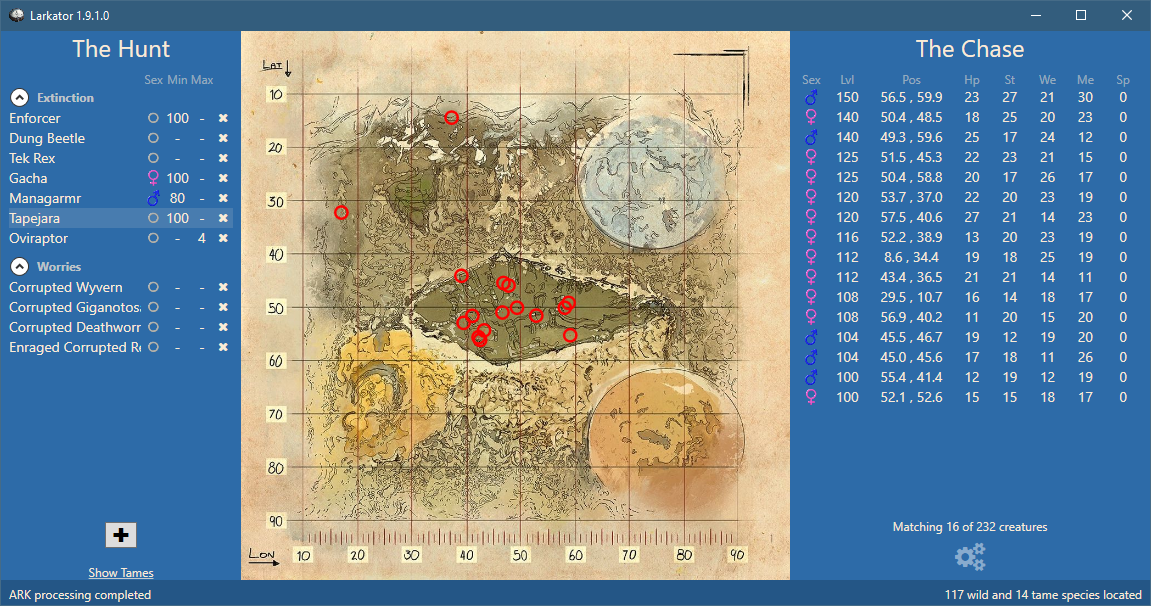 Larkator 1.9.1.0
The Hunt
Sex Min Max
Extinction
Enforcer 100 -
Dung Beetle - -
Tek Rex - -
Gacha 100 -
Managarmr 80 -
Tapejara 100 -
Oviraptor - 4
Worries
Corrupted Wyvern - -
Corrupted Giganotos. - -
Corrupted Deathworr - -
Enraged Corrupted R - -
Show Tames
ARK processing completed
LAT
10
20
30
40
50
60
70
80
90
LON 10 20 30 40 50 60 70 80 90
The Chase
Sex Lvl Pos Hp St We Me Sp
♂ 150 56.5 , 59.9 23 27 21 30 0
♀ 140 50.4 , 48.5 18 25 20 23 0
♂ 140 49.3 , 59.6 25 17 24 12 0
♀ 125 51.5 , 45.3 22 23 21 15 0
♀ 125 50.4 , 58.8 20 17 26 17 0
♀ 120 53.7 , 37.0 22 20 23 19 0
♀ 120 57.5 , 40.6 27 21 14 23 0
♀ 116 52.2 , 38.9 13 20 23 19 0
♀ 112 8.6 , 34.4 19 18 25 19 0
♀ 112 43.4 , 36.5 21 21 14 11 0
♀ 108 29.5 , 10.7 16 14 18 17 0
♀ 108 56.9 , 40.2 11 20 15 20 0
♂ 104 45.5 , 46.7 19 12 19 20 0
♂ 104 45.0 , 45.6 17 18 11 26 0
♂ 100 55.4 , 41.4 12 19 12 19 0
♀ 100 52.1 , 52.6 15 15 18 17 0
Matching 16 of 232 creatures
117 wild and 14 tame species located